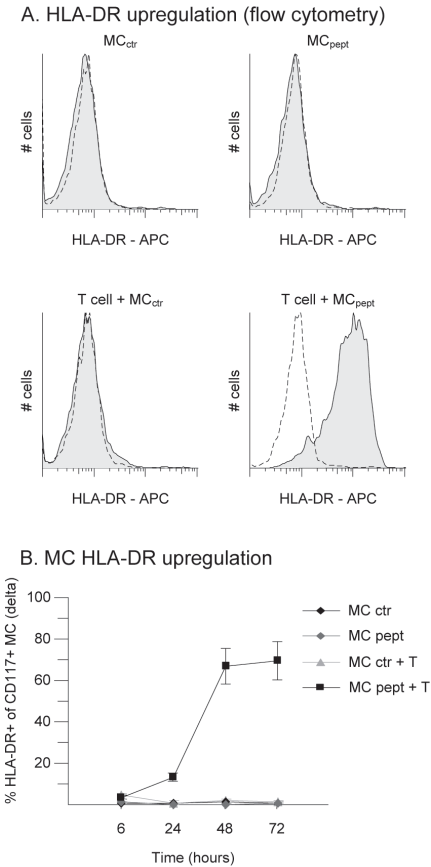 A. HLA-DR upregulation (flow cytometry)
MCctr
MCpept
# cells
# cells
HLA-DR - APC
HLA-DR - APC
T cell + MCctr
T cell + MCpept
# cells
# cells
HLA-DR - APC
HLA-DR - APC
B. MC HLA-DR upregulation
% HLA-DR+ of CD117+ MC (delta)
100
80
60
40
20
6 24 48 72
Time (hours)
MC ctr
MC pept
MC ctr + T
MC pept + T